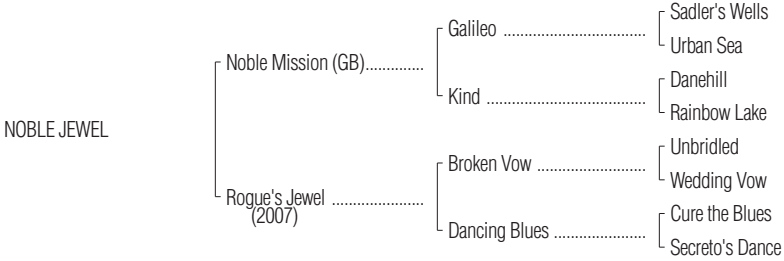 Sadler's Wells
Galileo ..................................
Urban Sea
Noble Mission (GB)..............
Danehill
Kind ......................................
Rainbow Lake
NOBLE JEWEL
Unbridled
Broken Vow ..........................
Wedding Vow
Rogue's Jewel ......................
(2007)
Cure the Blues
Dancing Blues ......................
Secreto's Dance